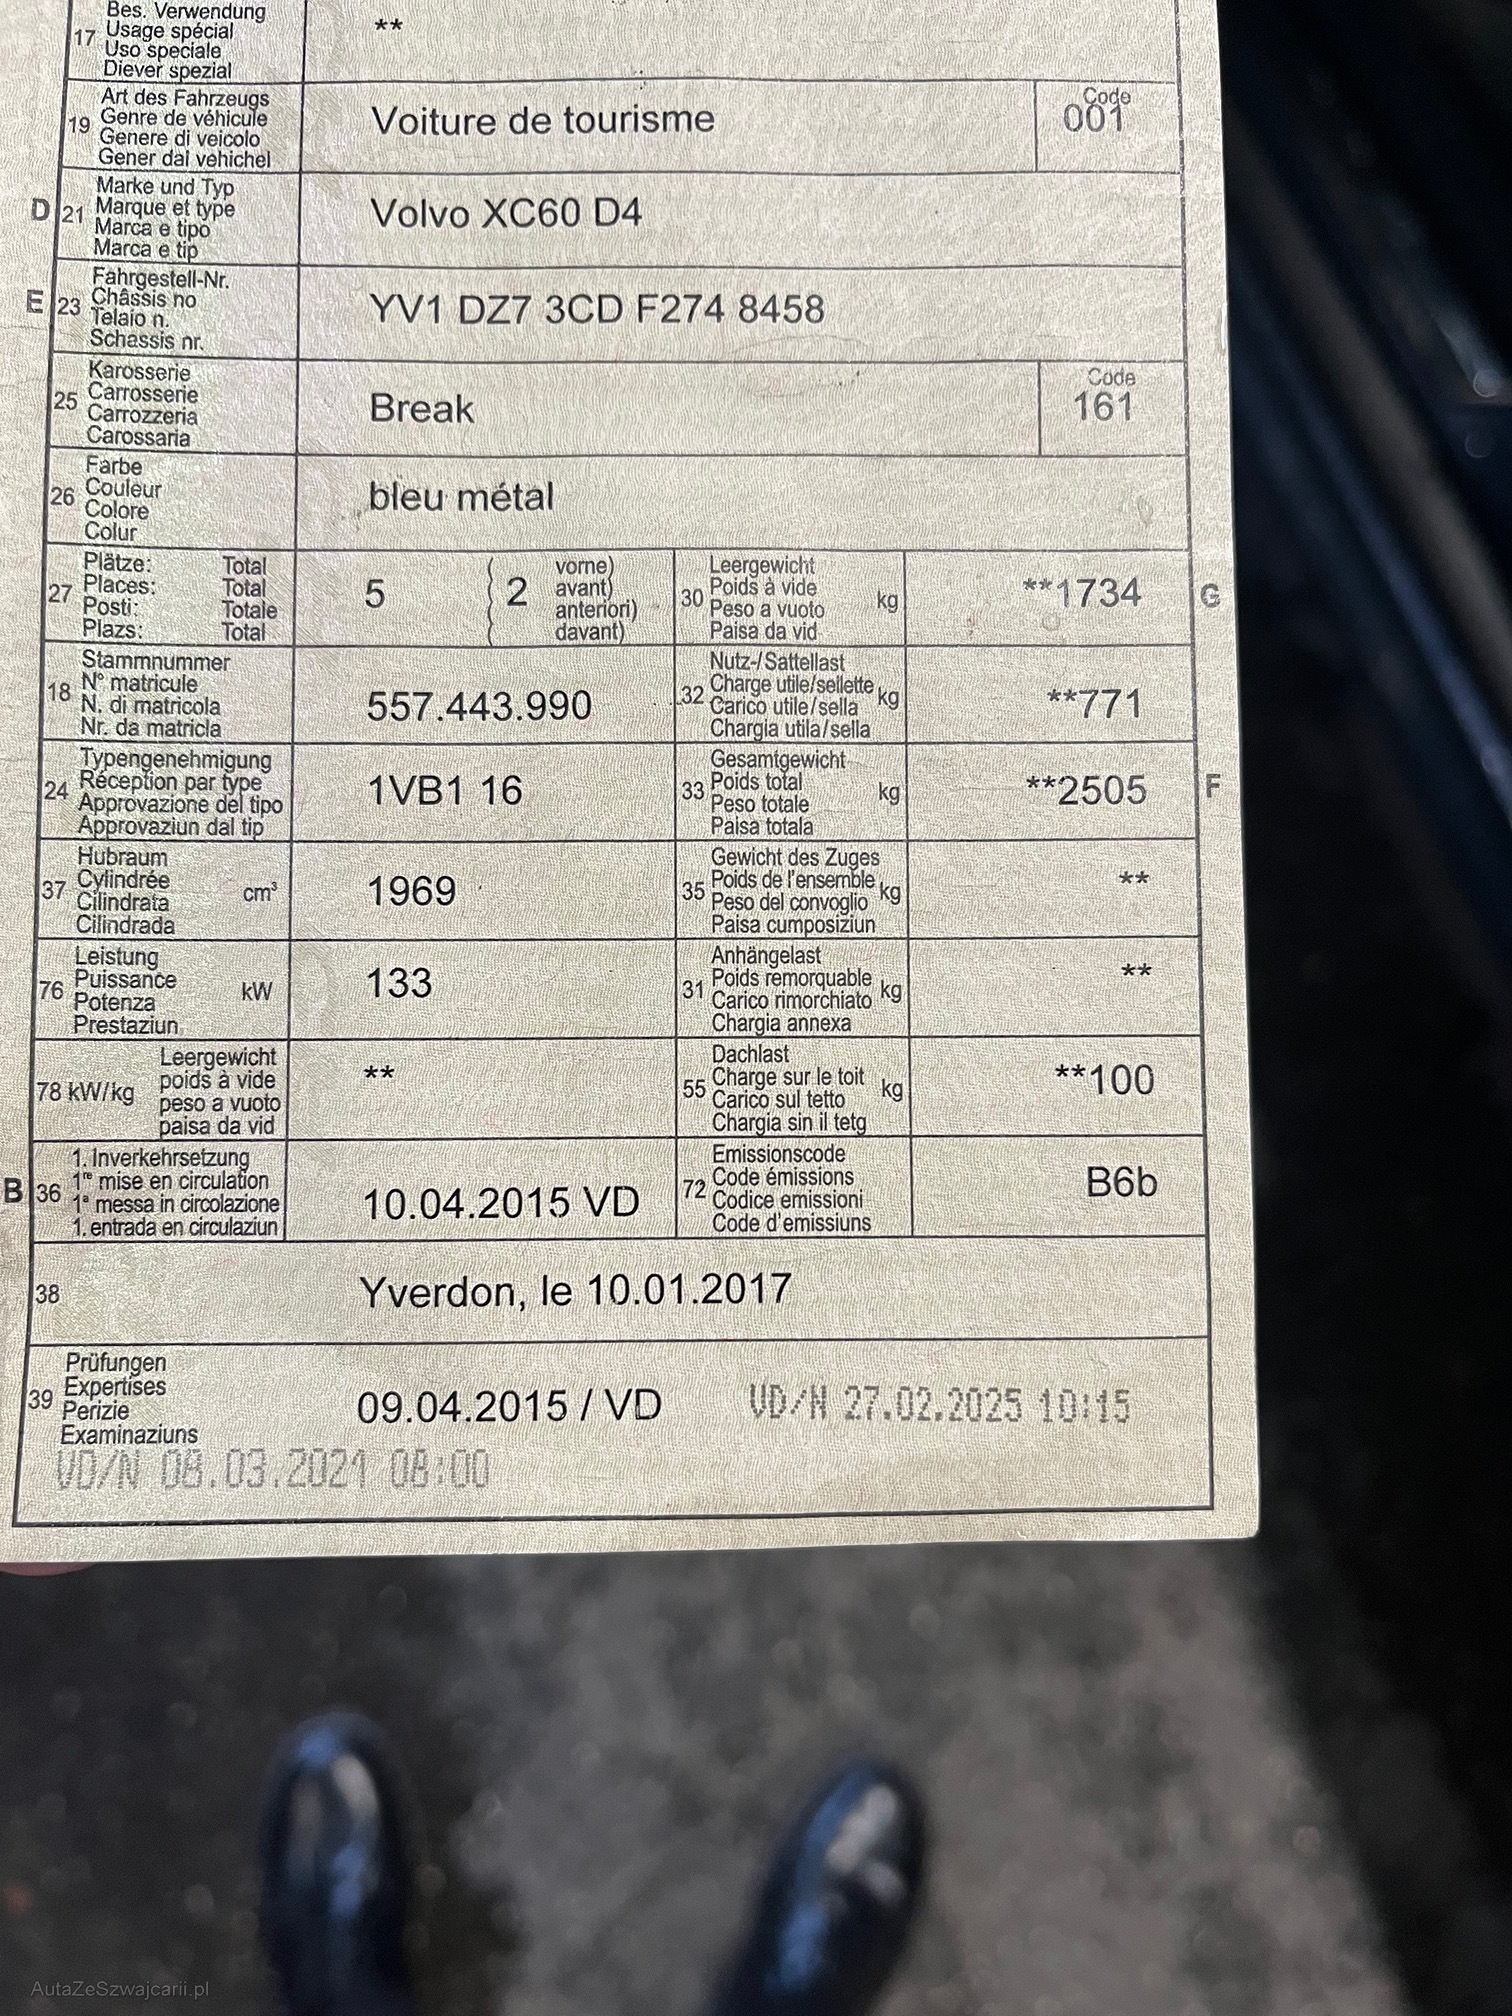 17 Bes. Verwendung
Usage spécial
Uso speciale
Diever spezial
**
19 Art des Fahrzeugs
Genre de véhicule
Genere di veicolo
Gener dal vehichel
Voiture de tourisme
Code
001
D 21 Marke und Typ
Marque et type
Marca e tipo
Marca e tip
Volvo XC60 D4
E 23 Fahrgestell-Nr.
Châssis no
Telaio n.
Schassis nr.
YV1 DZ7 3CD F274 8458
25 Karosserie
Carrosserie
Carrozzeria
Carossaria
Break
Code
161
26 Farbe
Couleur
Colore
Colur
bleu métal
27 Plätze: Total
Places: Total
Posti: Totale
Plazs: Total
5 ( 2 vorne)
avant)
anteriori)
davant)
30 Leergewicht
Poids à vide
Peso a vuoto
Paisa da vid
kg
**1734 G
18 Stammnummer
N° matricule
N. di matricola
Nr. da matricla
557.443.990
32 Nutz-/Sattellast
Charge utile/sellette
Carico utile/sella
Chargia utila/sella
kg
**771
24 Typengenehmigung
Réception par type
Approvazione del tipo
Approvaziun dal tip
1VB1 16
33 Gesamtgewicht
Poids total
Peso totale
Paisa totala
kg
**2505 F
37 Hubraum
Cylindrée
Cilindrata
Cilindrada
cm³
1969
35 Gewicht des Zuges
Poids de l'ensemble
Peso del convoglio
Paisa cumposiziun
kg
**
76 Leistung
Puissance
Potenza
Prestaziun
kW
133
31 Anhängelast
Poids remorquable
Carico rimorchiato
Chargia annexa
kg
**
78 kW/kg Leergewicht
poids à vide
peso a vuoto
paisa da vid
**
55 Dachlast
Charge sur le toit
Carico sul tetto
Chargia sin il tetg
kg
**100
B 36 1. Inverkehrsetzung
1re mise en circulation
1a messa in circolazione
1. entrada en circulaziun
10.04.2015 VD
72 Emissionscode
Code émissions
Codice emissioni
Code d'emissiuns
B6b
38 Yverdon, le 10.01.2017
39 Prüfungen
Expertises
Perizie
Examinaziuns
09.04.2015 / VD VD/N 27.02.2025 10:15
VD/N 08.03.2021 08:00
AutaZeSzwajcarii.pl